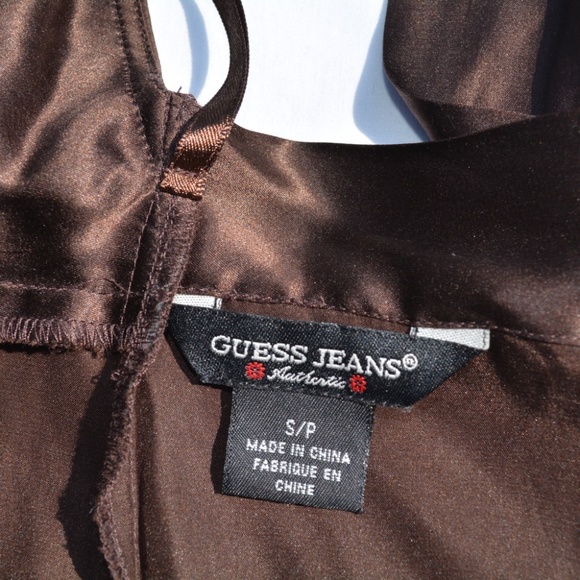 GUESS JEANS®
Authentic
S/P
MADE IN CHINA
FABRIQUE EN
CHINE